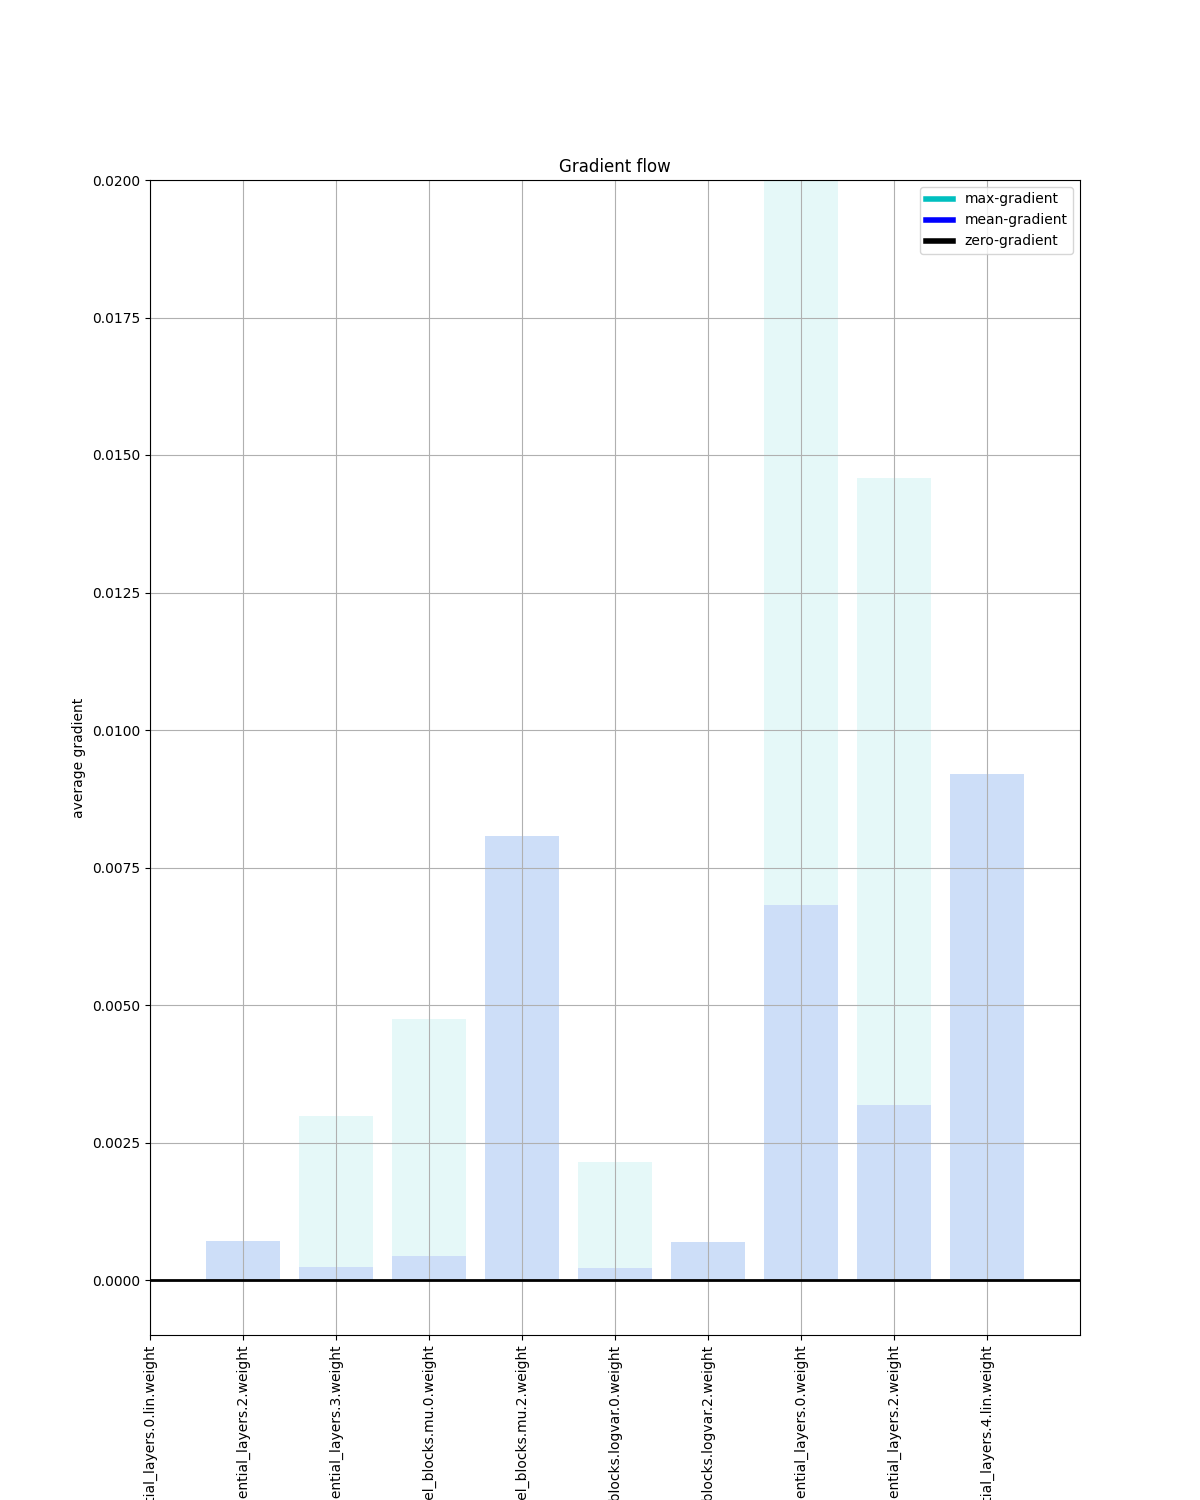 Gradient flow
max-gradient
mean-gradient
zero-gradient
0.0200
0.0175
0.0150
0.0125
0.0100
0.0075
0.0050
0.0025
0.0000
average gradient
tial_layers.0.lin.weight
ential_layers.2.weight
ential_layers.3.weight
el_blocks.mu.0.weight
el_blocks.mu.2.weight
blocks.logvar.0.weight
blocks.logvar.2.weight
ential_layers.0.weight
ential_layers.2.weight
tial_layers.4.lin.weight